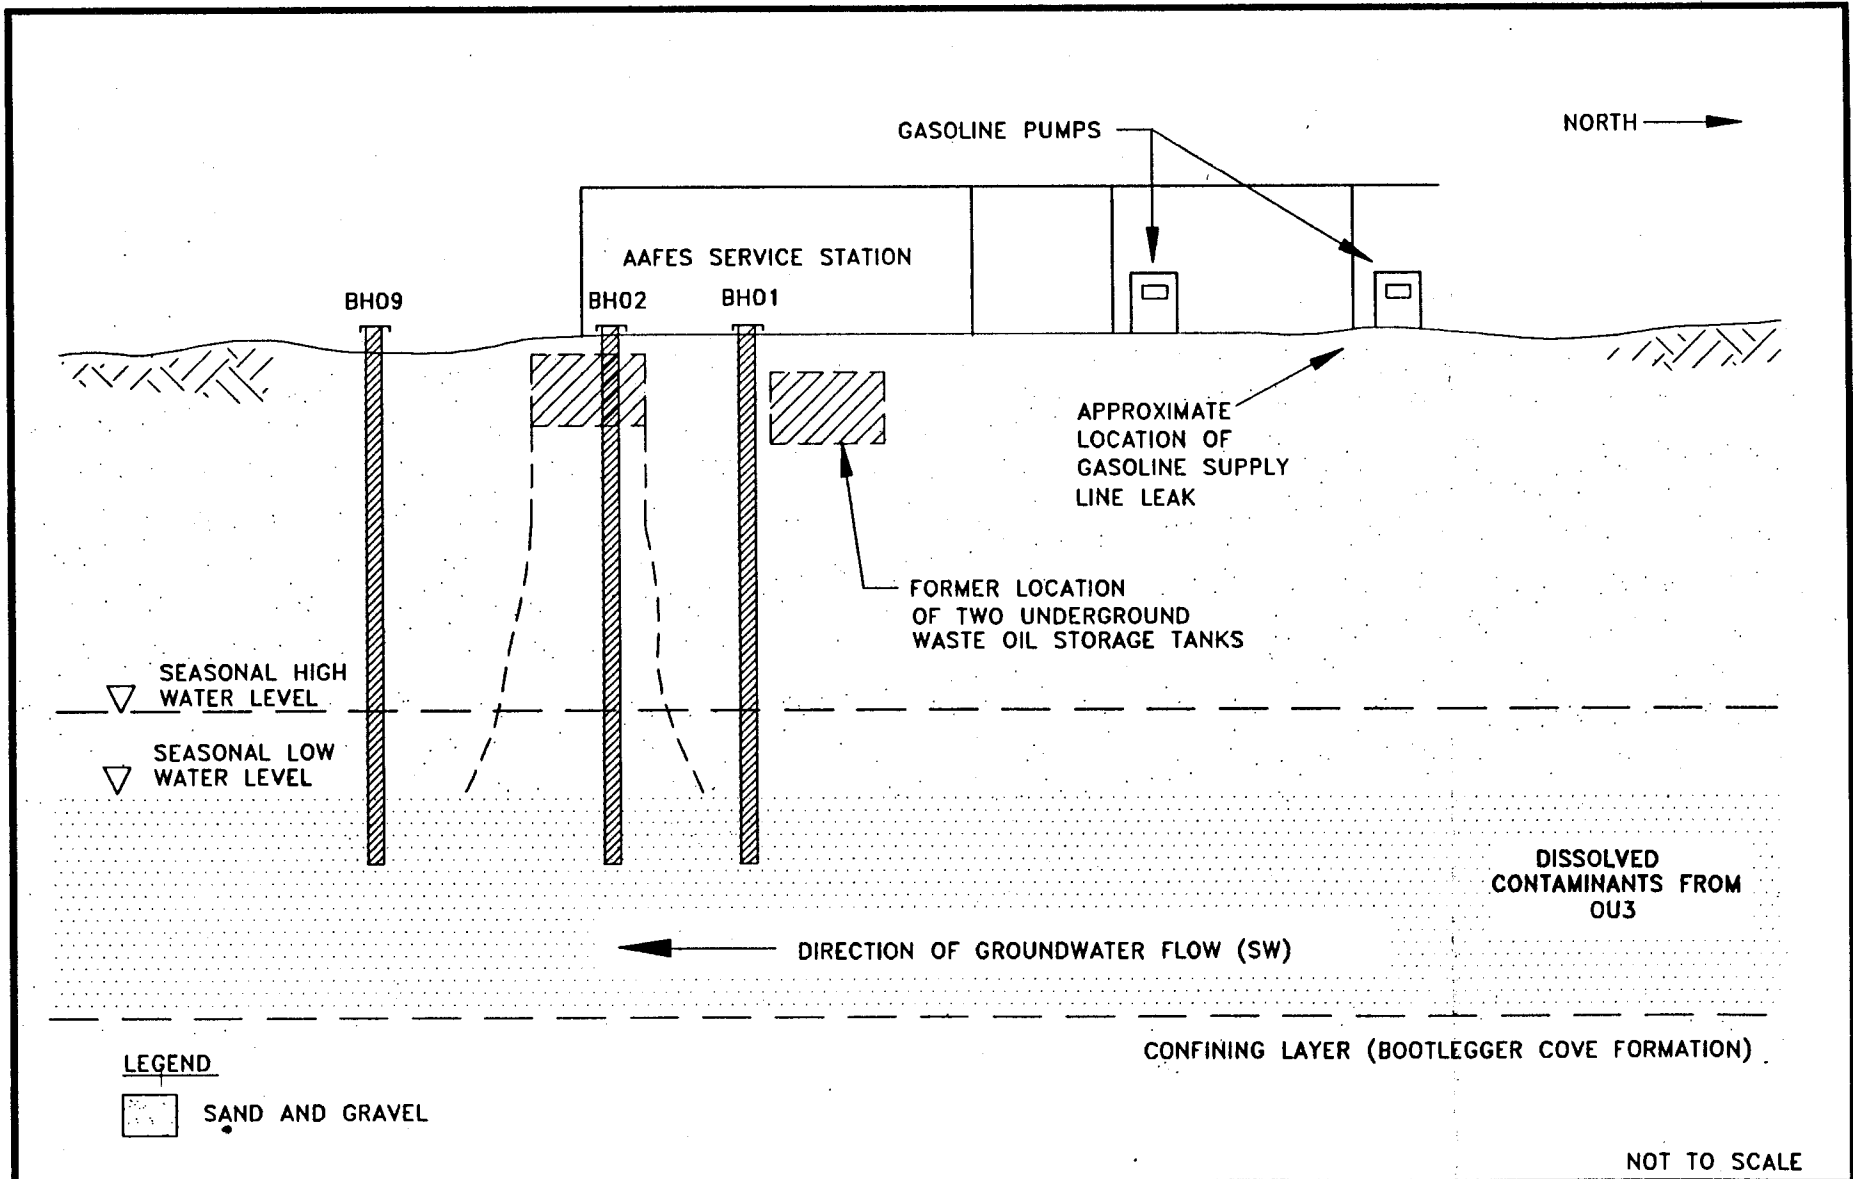 GASOLINE PUMPS
NORTH
AAFES SERVICE STATION
BH09
BH02
BH01
APPROXIMATE
LOCATION OF
GASOLINE SUPPLY
LINE LEAK
FORMER LOCATION
OF TWO UNDERGROUND
WASTE OIL STORAGE TANKS
SEASONAL HIGH
WATER LEVEL
SEASONAL LOW
WATER LEVEL
DISSOLVED
CONTAMINANTS FROM
OU3
DIRECTION OF GROUNDWATER FLOW (SW)
CONFINING LAYER (BOOTLEGGER COVE FORMATION)
LEGEND
SAND AND GRAVEL
NOT TO SCALE